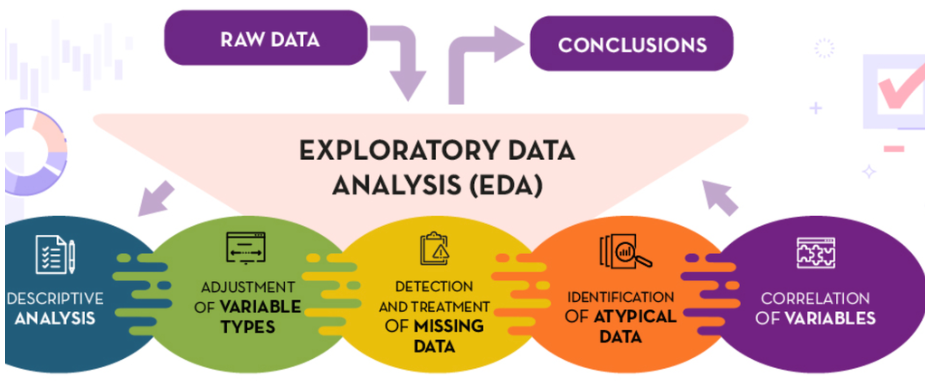 RAW DATA
CONCLUSIONS
EXPLORATORY DATA
ANALYSIS (EDA)
DESCRIPTIVE
ANALYSIS
ADJUSTMENT
OF VARIABLE
TYPES
DETECTION
AND TREATMENT
OF MISSING
DATA
IDENTIFICATION
OF ATYPICAL
DATA
CORRELATION
OF VARIABLES